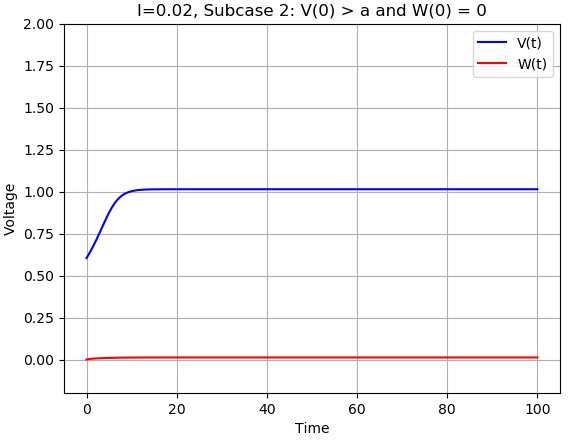 I=0.02, Subcase 2: V(0) > a and W(0) = 0
2.00
1.75
1.50
1.25
1.00
0.75
0.50
0.25
0.00
Voltage
V(t)
W(t)
0 20 40 60 80 100
Time